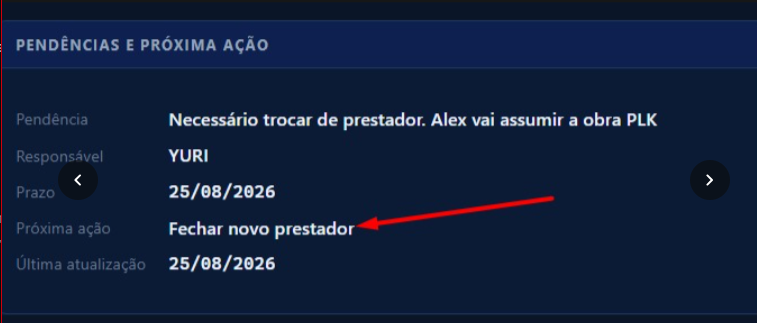 PENDÊNCIAS E PRÓXIMA AÇÃO
Pendência Necessário trocar de prestador. Alex vai assumir a obra PLK
Responsável YURI
Prazo 25/08/2026
Próxima ação Fechar novo prestador
Última atualização 25/08/2026